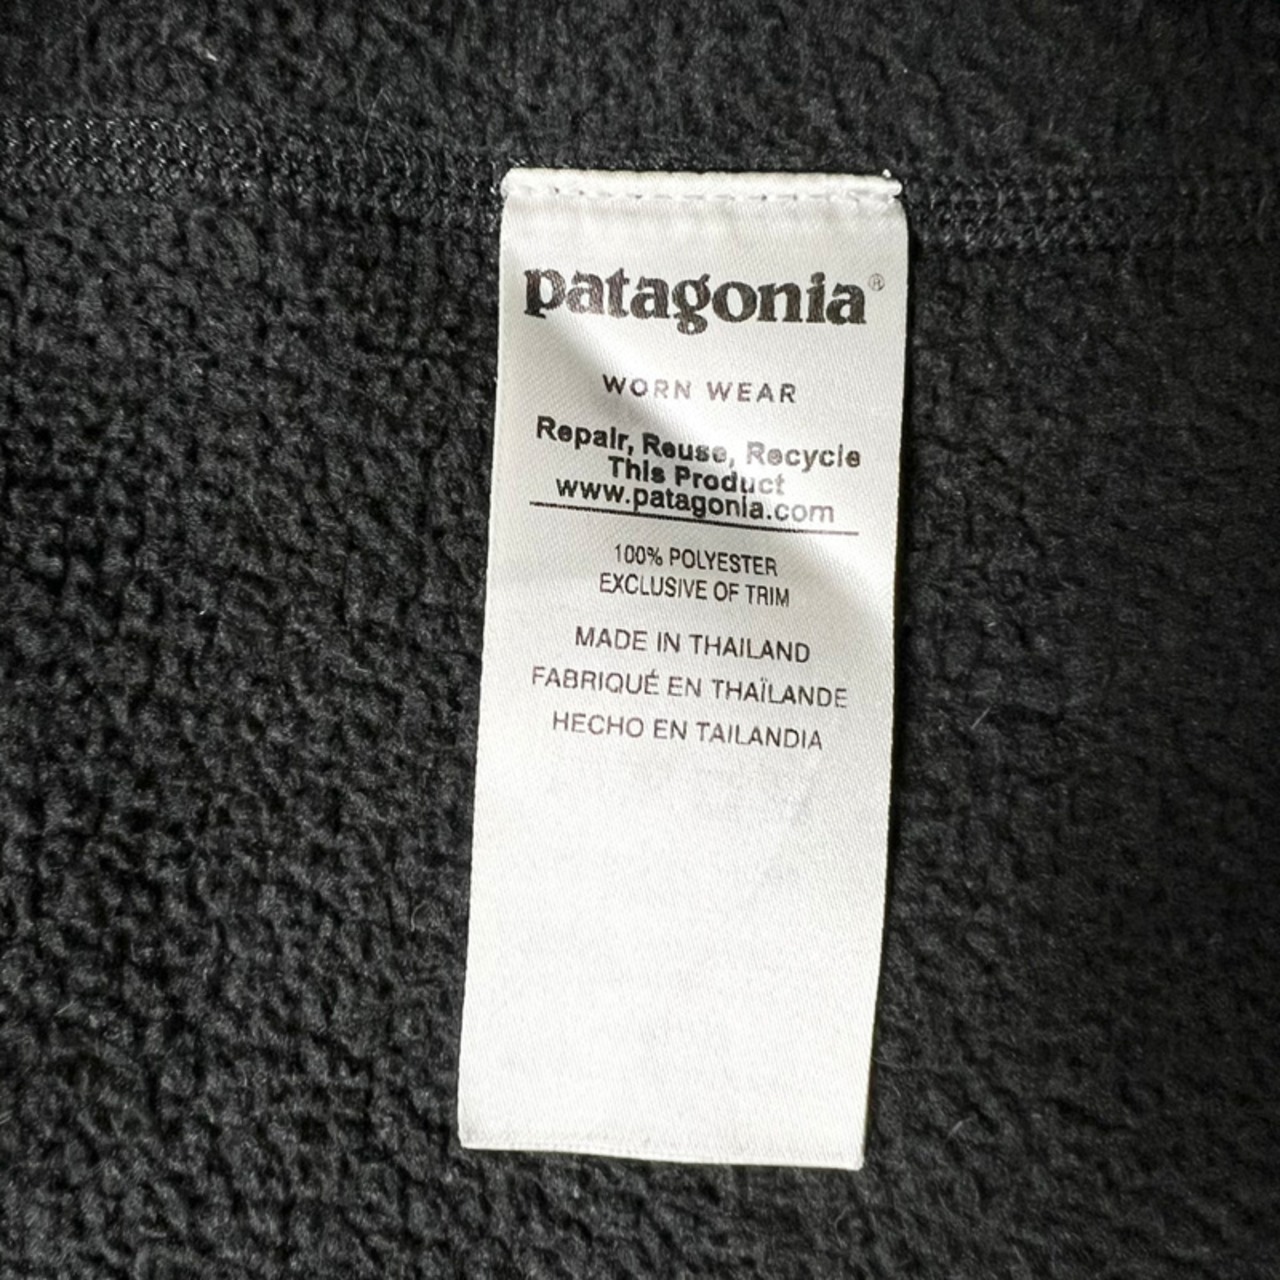 patagonia®
WORN WEAR
Repair, Reuse, Recycle
This Product
www.patagonia.com
100% POLYESTER
EXCLUSIVE OF TRIM
MADE IN THAILAND
FABRIQUÉ EN THAÏLANDE
HECHO EN TAILANDIA